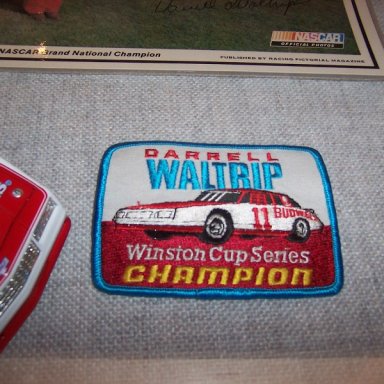 NASCAR Grand National Champion
NASCAR
OFFICIAL PHOTOS
PUBLISHED BY RACING PICTORIAL MAGAZINE
DARRELL
WALTRIP
11
BUDWEI
Winston Cup Series
CHAMPION